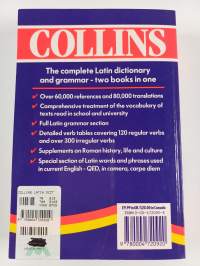 COLLINS
The complete Latin dictionary
and grammar - two books in one
Over 60,000 references and 80,000 translations
Comprehensive treatment of the vocabulary of
texts read in school and university
Full Latin grammar section
Detailed verb tables covering 120 regular verbs
and over 300 irregular verbs
Supplements on Roman history, life and culture
Special section of Latin words and phrases used
in current English - QED, in camera, carpe diem
COLLINS LATIN DICT
9 780004 720920